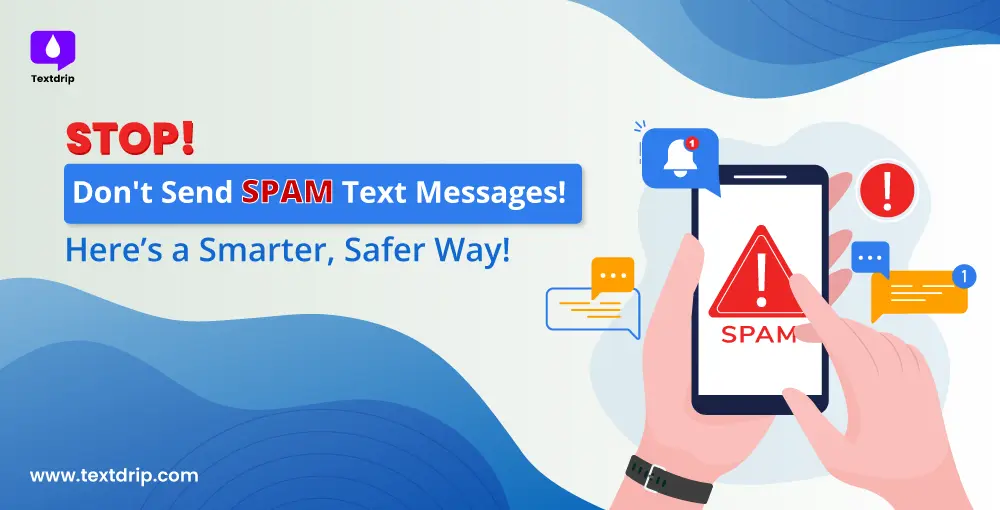 Textdrip
STOP!
Don't Send SPAM Text Messages!
Here’s a Smarter, Safer Way!
1
1
SPAM
www.textdrip.com